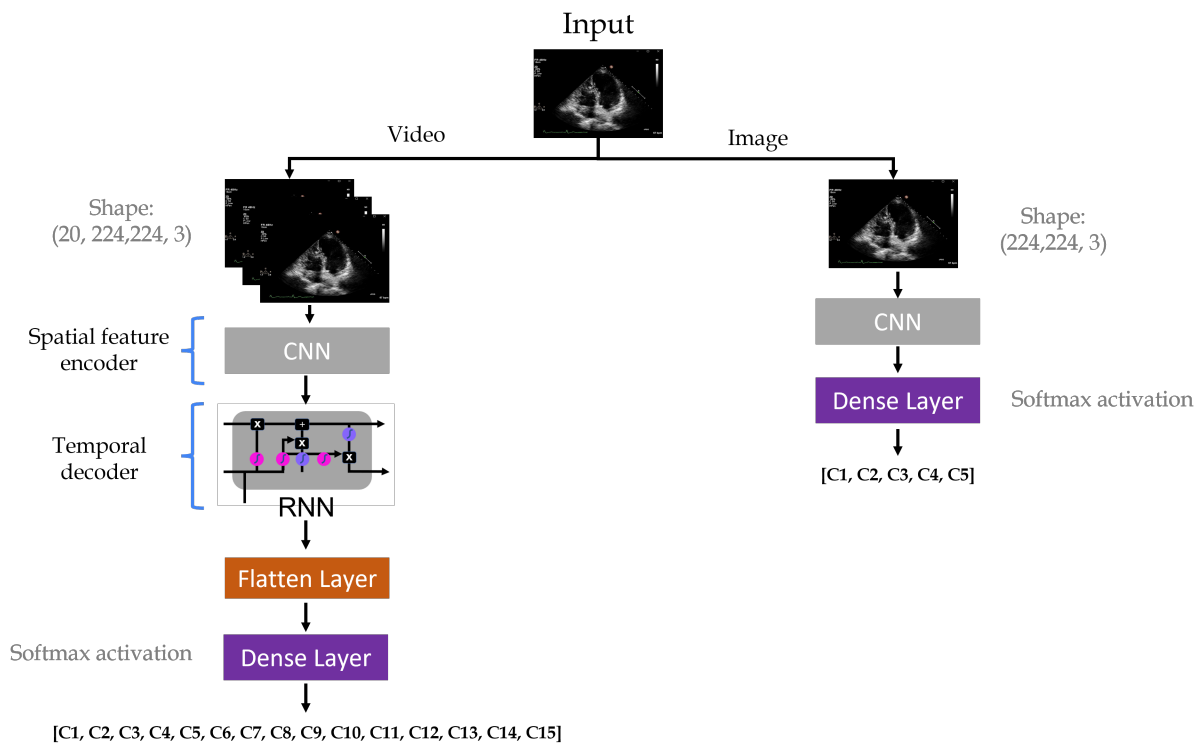 Input
Video
Image
Shape:
(20, 224,224, 3)
Shape:
(224,224, 3)
Spatial feature
encoder
CNN
CNN
Dense Layer
Softmax activation
[C1, C2, C3, C4, C5]
Temporal
decoder
X
+
X
X
RNN
Flatten Layer
Softmax activation
Dense Layer
[C1, C2, C3, C4, C5, C6, C7, C8, C9, C10, C11, C12, C13, C14, C15]